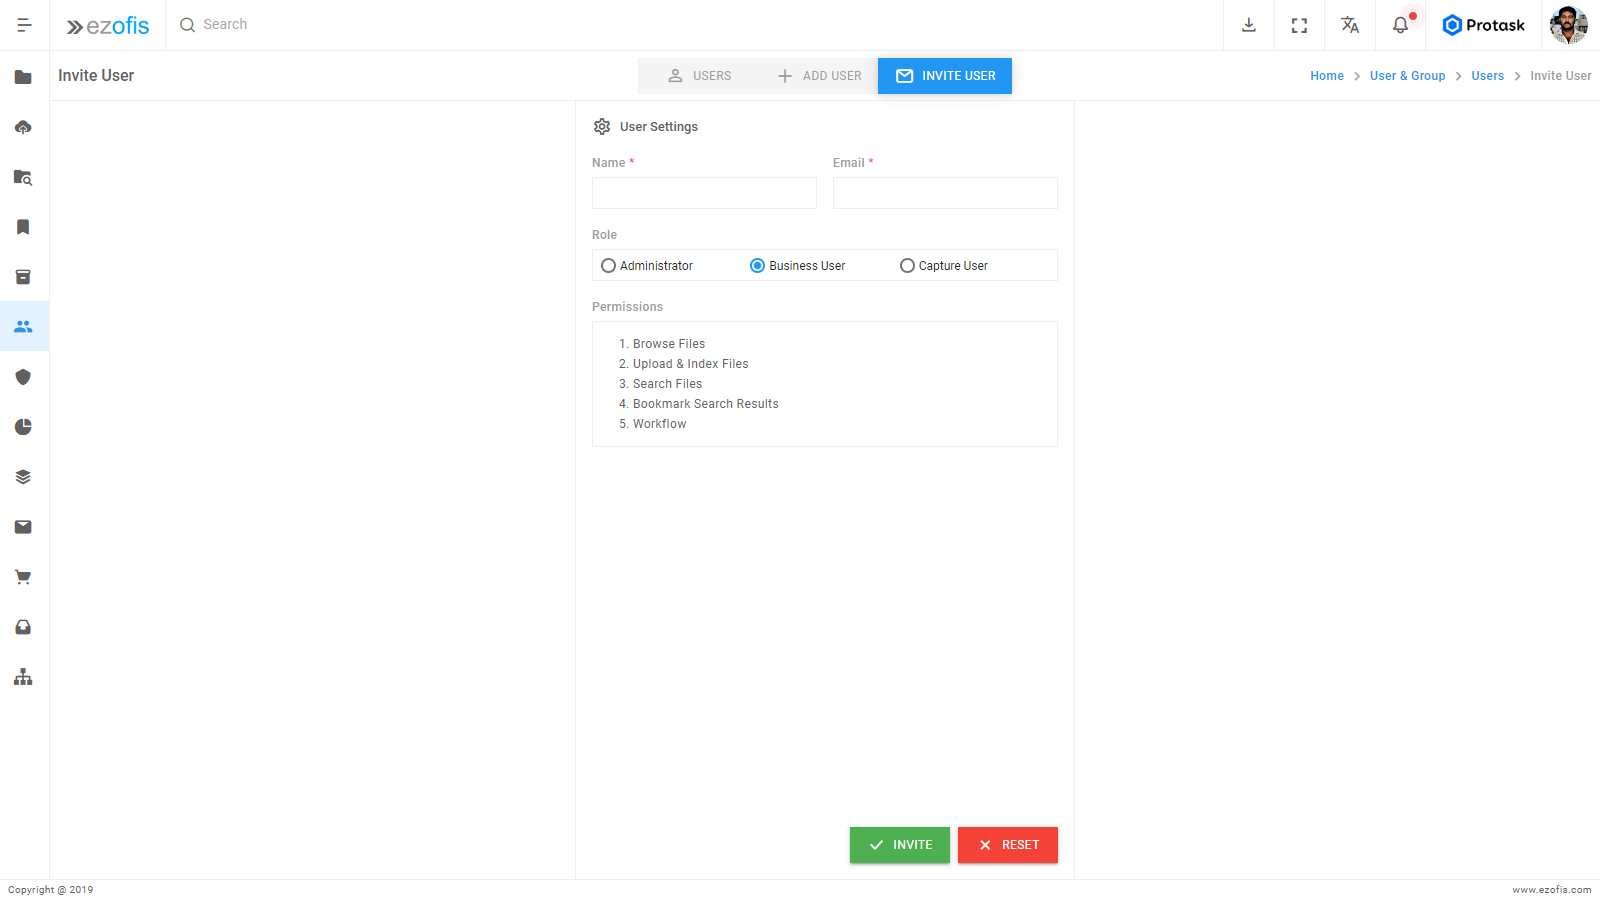 ezofis
Search
Protask
Invite User
USERS
ADD USER
INVITE USER
Home
User & Group
Users
Invite User
User Settings
Name *
Email *
Role
Administrator
Business User
Capture User
Permissions
1. Browse Files
2. Upload & Index Files
3. Search Files
4. Bookmark Search Results
5. Workflow
INVITE
RESET
Copyright @ 2019
www.ezofis.com